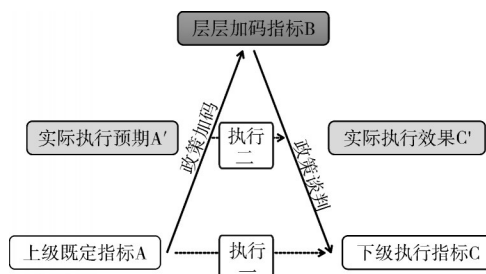 层层加码指标B
政策加码
政策谈判
实际执行预期A′
执行
二
实际执行效果C'
上级既定指标A
执行
一
下级执行指标C